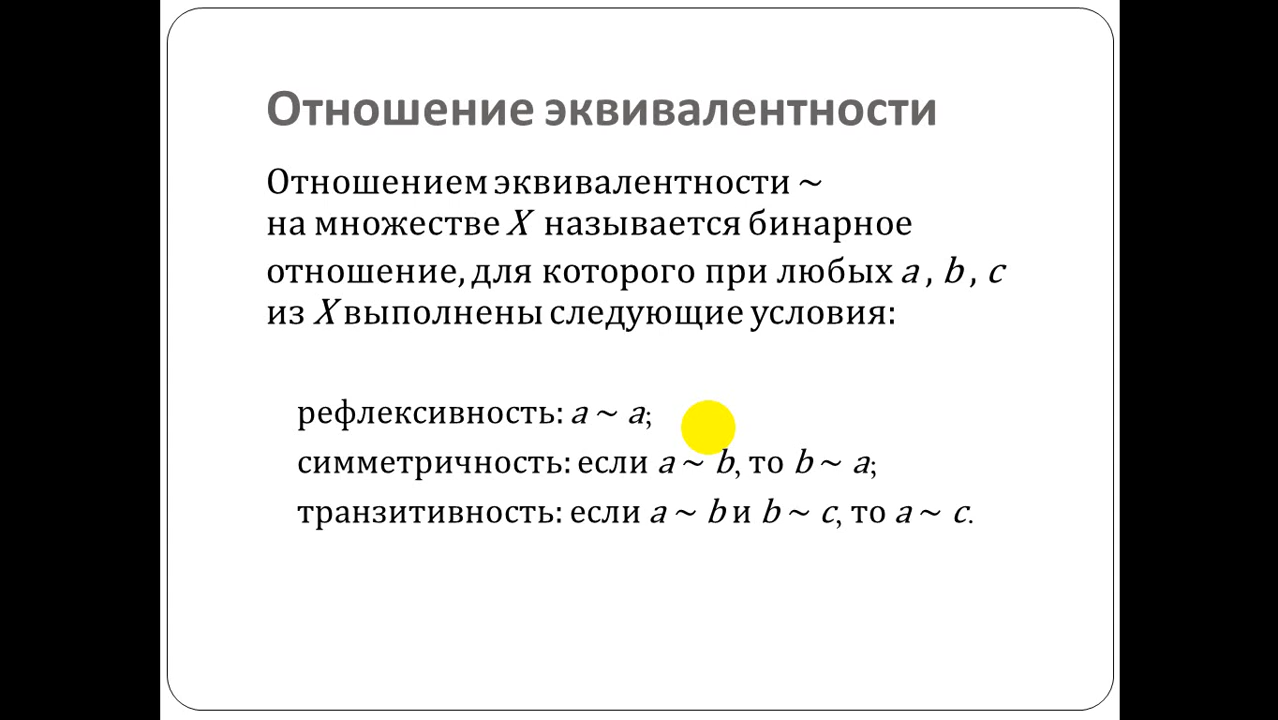 Отношение эквивалентности
Отношением эквивалентности ~
на множестве X называется бинарное
отношение, для которого при любых a , b , c
из X выполнены следующие условия:
рефлексивность: a ~ a;
симметричность: если a ~ b, то b ~ a;
транзитивность: если a ~ b и b ~ c, то a ~ c.